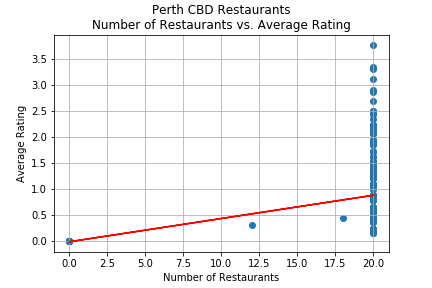 Perth CBD Restaurants
Number of Restaurants vs. Average Rating
3.5
3.0
2.5
2.0
1.5
1.0
0.5
0.0
Average Rating
0.0 2.5 5.0 7.5 10.0 12.5 15.0 17.5 20.0
Number of Restaurants